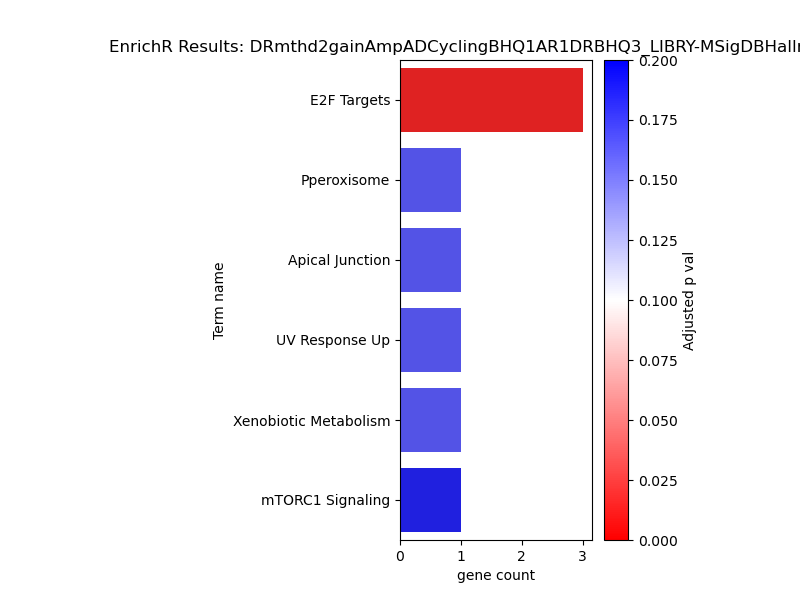 EnrichR Results: DRmthd2gainAmpADCyclingBHQ1AR1DRBHQ3_LIBRY-MSigDBHallm
E2F Targets
Pperoxisome
Apical Junction
UV Response Up
Xenobiotic Metabolism
mTORC1 Signaling
Term name
0 1 2 3
gene count
0.200
0.175
0.150
0.125
0.100
0.075
0.050
0.025
0.000
Adjusted p val